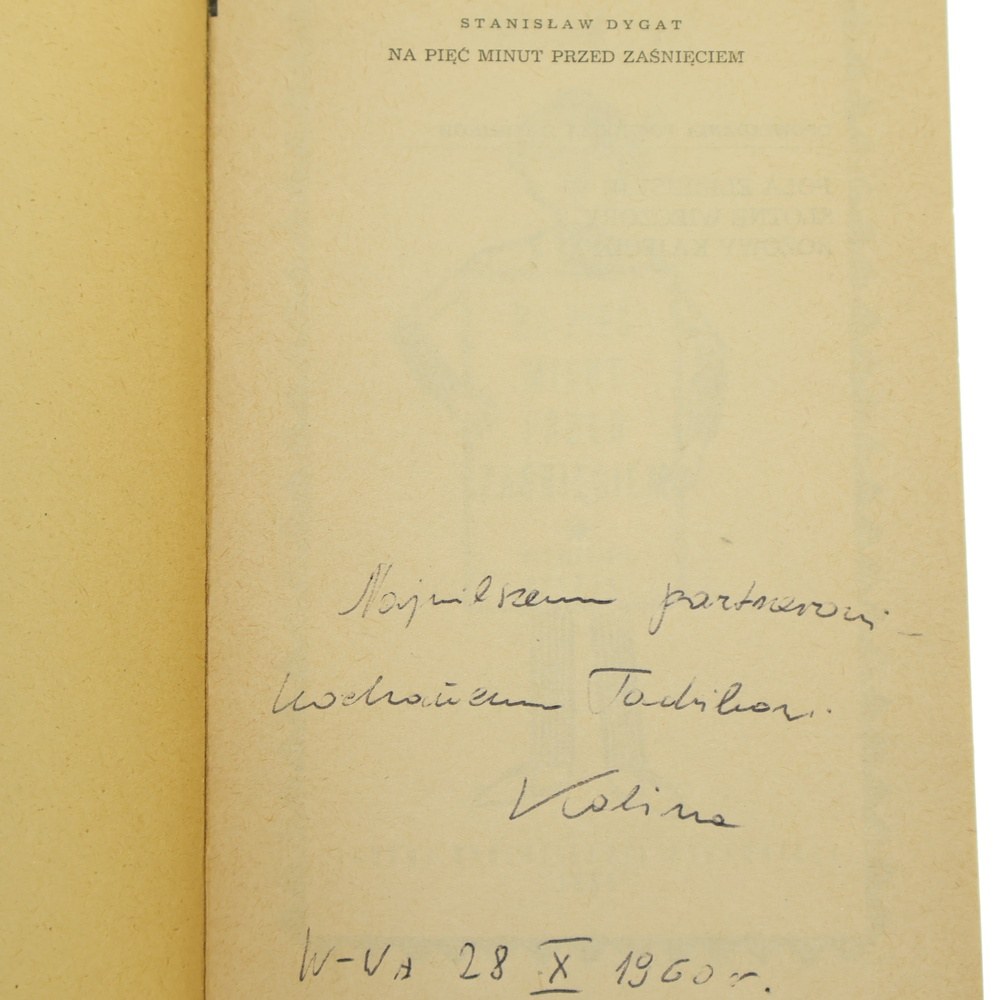 STANISŁAW DYGAT
NA PIĘĆ MINUT PRZED ZAŚNIĘCIEM
Najmilszemu partnerowi -
kochanemu Tadzikowi
Kalina
W-WA 28 X 1960 r.